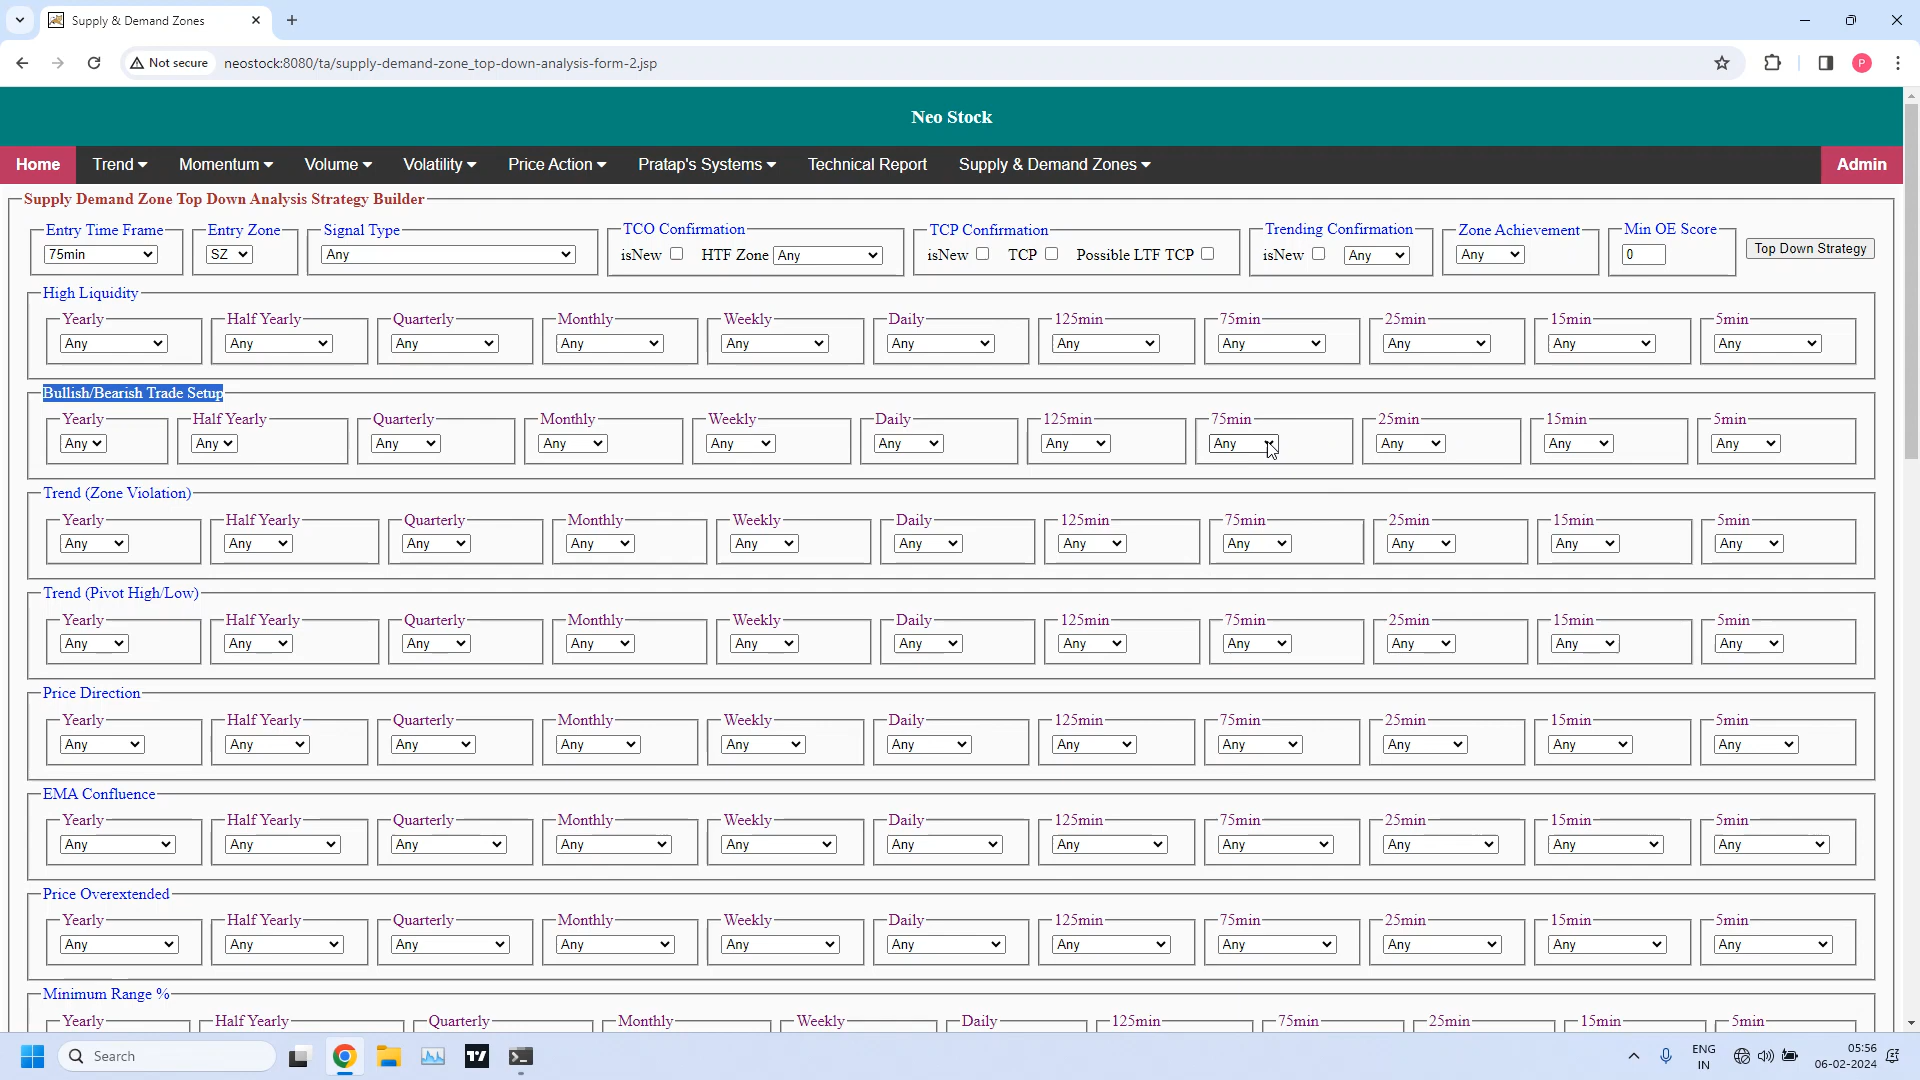 Supply & Demand Zones
Not secure neostock:8080/ta/supply-demand-zone_top-down-analysis-form-2.jsp P
Neo Stock
Home Trend Momentum Volume Volatility Price Action Pratap's Systems Technical Report Supply & Demand Zones Admin
Supply Demand Zone Top Down Analysis Strategy Builder
Entry Time Frame Entry Zone Signal Type TCO Confirmation TCP Confirmation Trending Confirmation Zone Achievement Min OE Score
75min SZ Any isNew HTF Zone Any isNew TCP Possible LTF TCP isNew Any Any 0 Top Down Strategy
High Liquidity
Yearly Half Yearly Quarterly Monthly Weekly Daily 125min 75min 25min 15min 5min
Any Any Any Any Any Any Any Any Any Any Any
Bullish/Bearish Trade Setup
Yearly Half Yearly Quarterly Monthly Weekly Daily 125min 75min 25min 15min 5min
Any Any Any Any Any Any Any Any Any Any Any
Trend (Zone Violation)
Yearly Half Yearly Quarterly Monthly Weekly Daily 125min 75min 25min 15min 5min
Any Any Any Any Any Any Any Any Any Any Any
Trend (Pivot High/Low)
Yearly Half Yearly Quarterly Monthly Weekly Daily 125min 75min 25min 15min 5min
Any Any Any Any Any Any Any Any Any Any Any
Price Direction
Yearly Half Yearly Quarterly Monthly Weekly Daily 125min 75min 25min 15min 5min
Any Any Any Any Any Any Any Any Any Any Any
EMA Confluence
Yearly Half Yearly Quarterly Monthly Weekly Daily 125min 75min 25min 15min 5min
Any Any Any Any Any Any Any Any Any Any Any
Price Overextended
Yearly Half Yearly Quarterly Monthly Weekly Daily 125min 75min 25min 15min 5min
Any Any Any Any Any Any Any Any Any Any Any
Minimum Range %
Yearly Half Yearly Quarterly Monthly Weekly Daily 125min 75min 25min 15min 5min
Search ENG 05:56
IN 06-02-2024